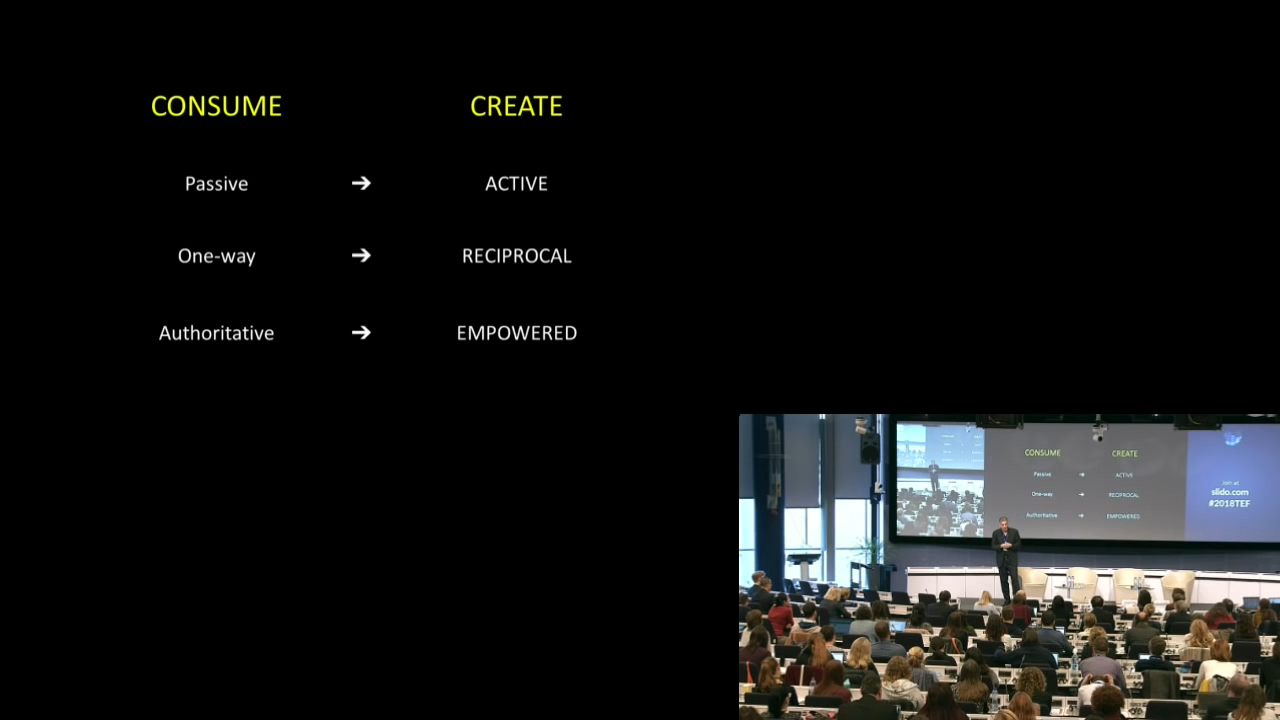 CONSUME CREATE
Passive ➔ ACTIVE
One-way ➔ RECIPROCAL
Authoritative ➔ EMPOWERED
CONSUME CREATE
Passive ➔ ACTIVE
One-way ➔ RECIPROCAL
Authoritative ➔ EMPOWERED
Join at
slido.com
#2018TEF